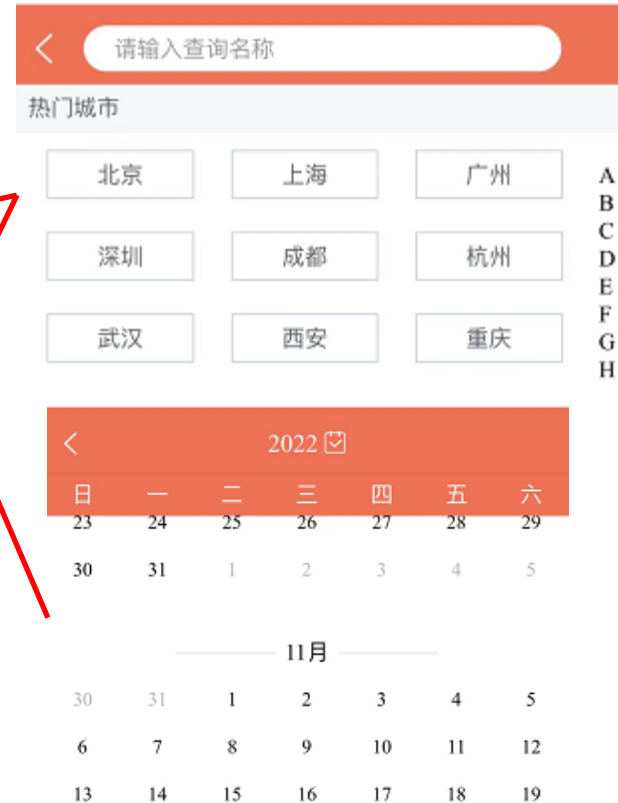 请输入查询名称
热门城市
北京 上海 广州
深圳 成都 杭州
武汉 西安 重庆
A
B
C
D
E
F
G
H
2022
日 一 二 三 四 五 六
23 24 25 26 27 28 29
30 31 1 2 3 4 5
11月
30 31 1 2 3 4 5
6 7 8 9 10 11 12
13 14 15 16 17 18 19